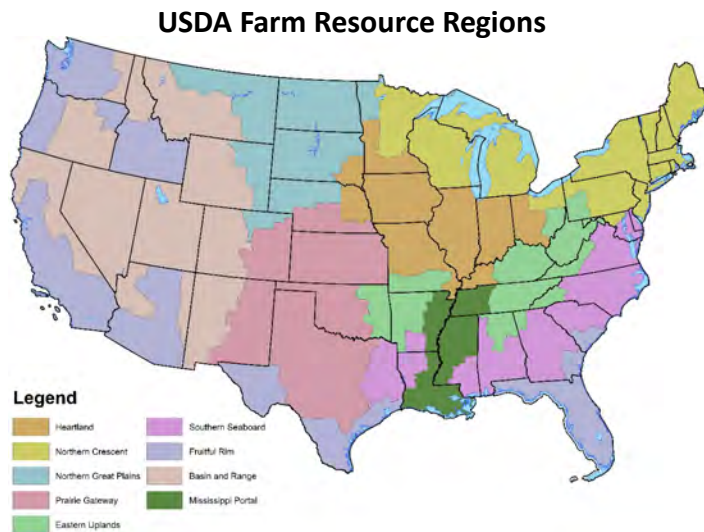 USDA Farm Resource Regions
Legend
Heartland
Northern Crescent
Northern Great Plains
Prairie Gateway
Eastern Uplands
Southern Seaboard
Fruitful Rim
Basin and Range
Mississippi Portal